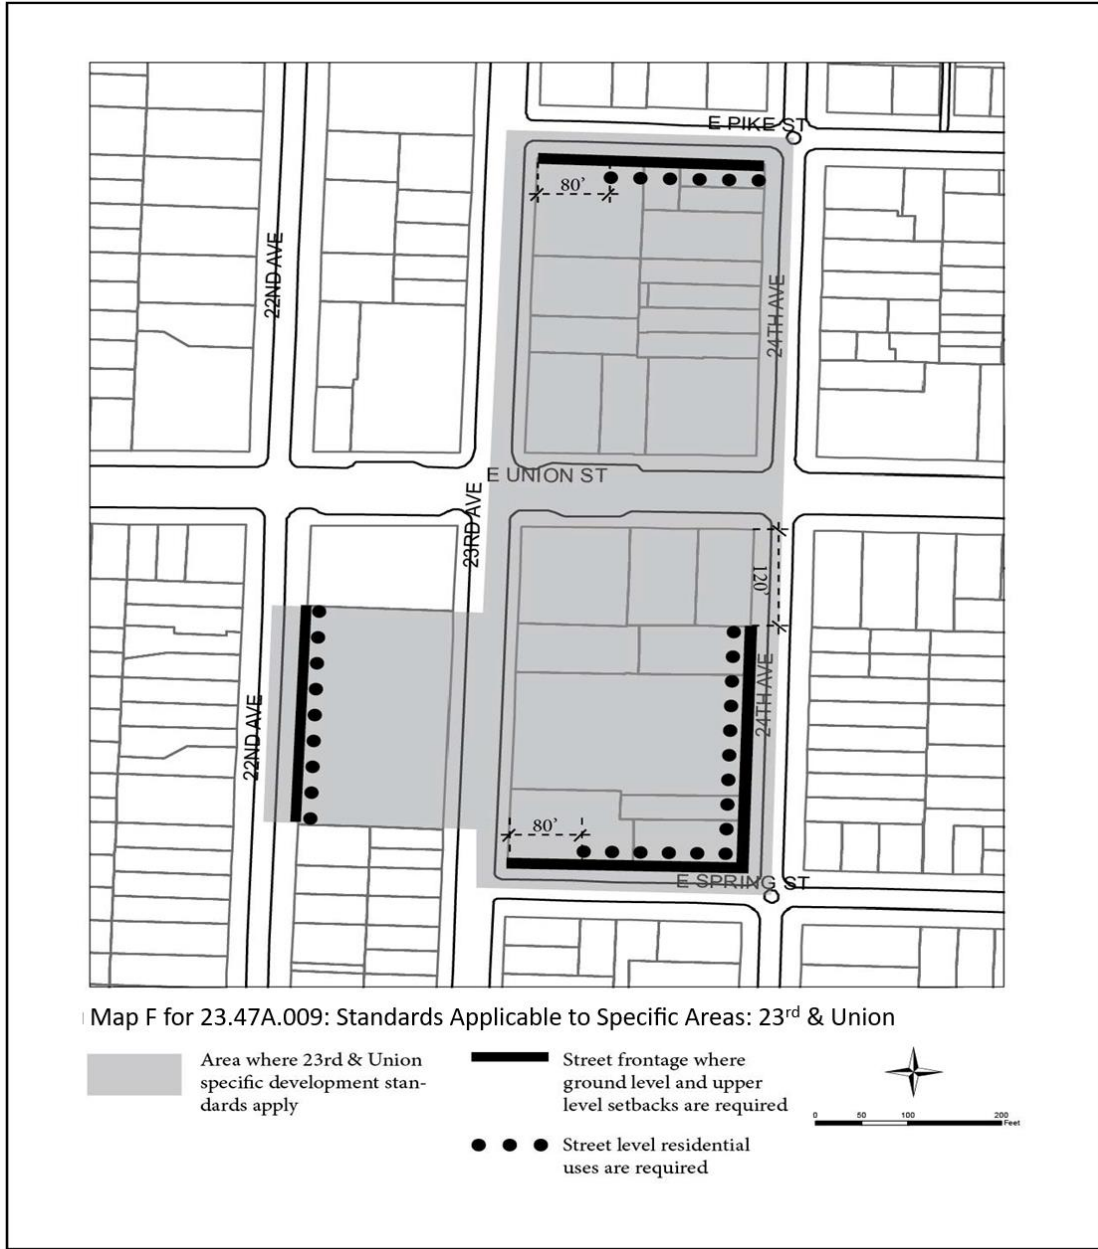 E PIKE ST
80’
22ND AVE
24TH AVE
E UNION ST
23RD AVE
120’
24TH AVE
22ND AVE
80’
E SPRING ST
Map F for 23.47A.009: Standards Applicable to Specific Areas: 23rd & Union
Area where 23rd & Union
specific development stan-
dards apply
Street frontage where
ground level and upper
level setbacks are required
Street level residential
uses are required
0 50 100 200
Feet